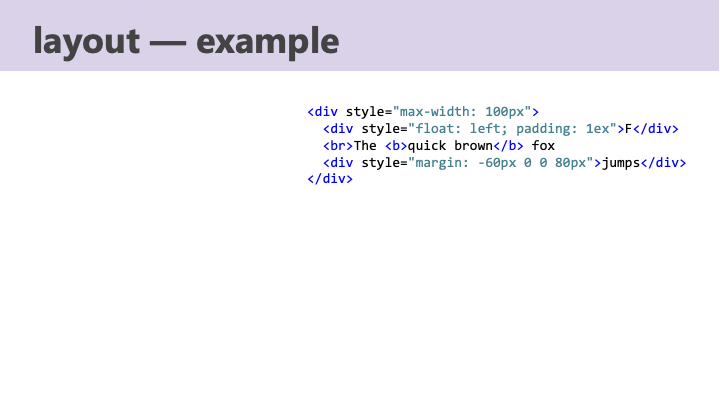 layout — example
<div style="max-width: 100px">
  <div style="float: left; padding: 1ex">F</div>
  <br>The <b>quick brown</b> fox
  <div style="margin: -60px 0 0 80px">jumps</div>
</div>